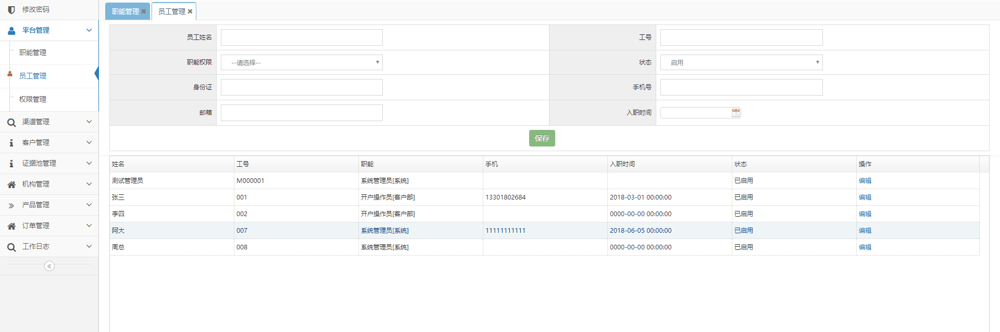 修改密码
平台管理
职能管理
员工管理
权限管理
渠道管理
客户管理
证据池管理
机构管理
产品管理
订单管理
工作日志
职能管理 员工管理
员工姓名 工号
职能权限 --请选择-- 状态 启用
身份证 手机号
邮箱 入职时间
保存
姓名 工号 职能 手机 入职时间 状态 操作
测试管理员 M000001 系统管理员[系统] 已启用 编辑
张三 001 开户操作员[客户部] 13301802684 2018-03-01 00:00:00 已启用 编辑
李四 002 开户操作员[客户部] 0000-00-00 00:00:00 已启用 编辑
阿大 007 系统管理员[系统] 11111111111 2018-06-05 00:00:00 已启用 编辑
周总 008 系统管理员[系统] 0000-00-00 00:00:00 已启用 编辑